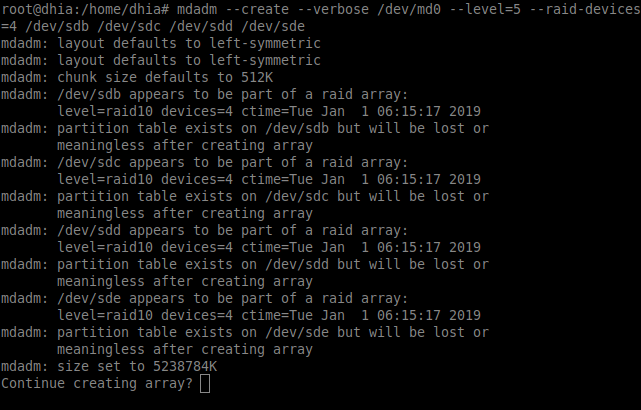 root@dhia:/home/dhia# mdadm --create --verbose /dev/md0 --level=5 --raid-devices
=4 /dev/sdb /dev/sdc /dev/sdd /dev/sde
mdadm: layout defaults to left-symmetric
mdadm: layout defaults to left-symmetric
mdadm: chunk size defaults to 512K
mdadm: /dev/sdb appears to be part of a raid array:
       level=raid10 devices=4 ctime=Tue Jan  1 06:15:17 2019
mdadm: partition table exists on /dev/sdb but will be lost or
       meaningless after creating array
mdadm: /dev/sdc appears to be part of a raid array:
       level=raid10 devices=4 ctime=Tue Jan  1 06:15:17 2019
mdadm: partition table exists on /dev/sdc but will be lost or
       meaningless after creating array
mdadm: /dev/sdd appears to be part of a raid array:
       level=raid10 devices=4 ctime=Tue Jan  1 06:15:17 2019
mdadm: partition table exists on /dev/sdd but will be lost or
       meaningless after creating array
mdadm: /dev/sde appears to be part of a raid array:
       level=raid10 devices=4 ctime=Tue Jan  1 06:15:17 2019
mdadm: partition table exists on /dev/sde but will be lost or
       meaningless after creating array
mdadm: size set to 5238784K
Continue creating array?